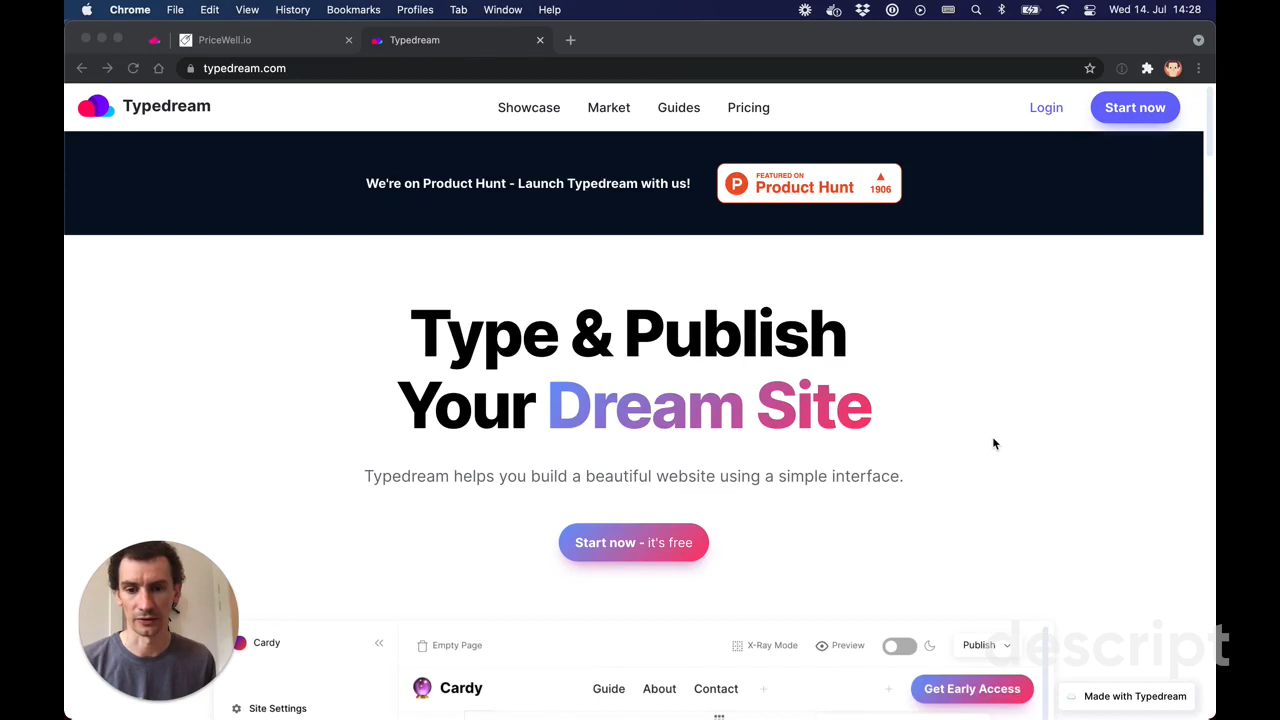 Chrome File Edit View History Bookmarks Profiles Tab Window Help Wed 14. Jul 14:28
PriceWell.io Typedream
typedream.com
Typedream Showcase Market Guides Pricing Login Start now
We're on Product Hunt - Launch Typedream with us! FEATURED ON Product Hunt 1906
Type & Publish
Your Dream Site
Typedream helps you build a beautiful website using a simple interface.
Start now - it's free
Cardy Empty Page X-Ray Mode Preview Publish
descript
Cardy Guide About Contact + + Get Early Access
Made with Typedream
Site Settings